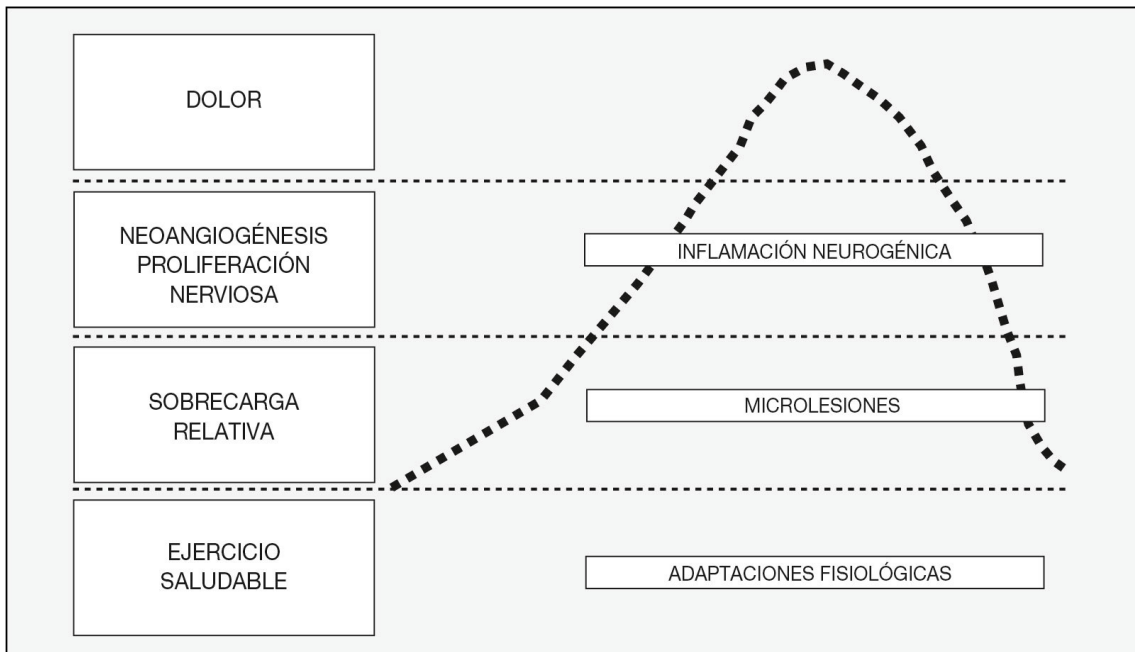 DOLOR
NEOANGIOGÉNESIS
PROLIFERACIÓN
NERVIOSA
INFLAMACIÓN NEUROGÉNICA
SOBRECARGA
RELATIVA
MICROLESIONES
EJERCICIO
SALUDABLE
ADAPTACIONES FISIOLÓGICAS